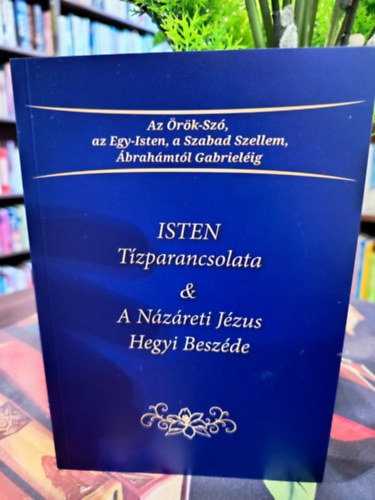 Az Örök-Szó,
az Egy-Isten, a Szabad Szellem,
Ábrahámtól Gabrieléig
ISTEN
Tízparancsolata
&
A Názáreti Jézus
Hegyi Beszéde